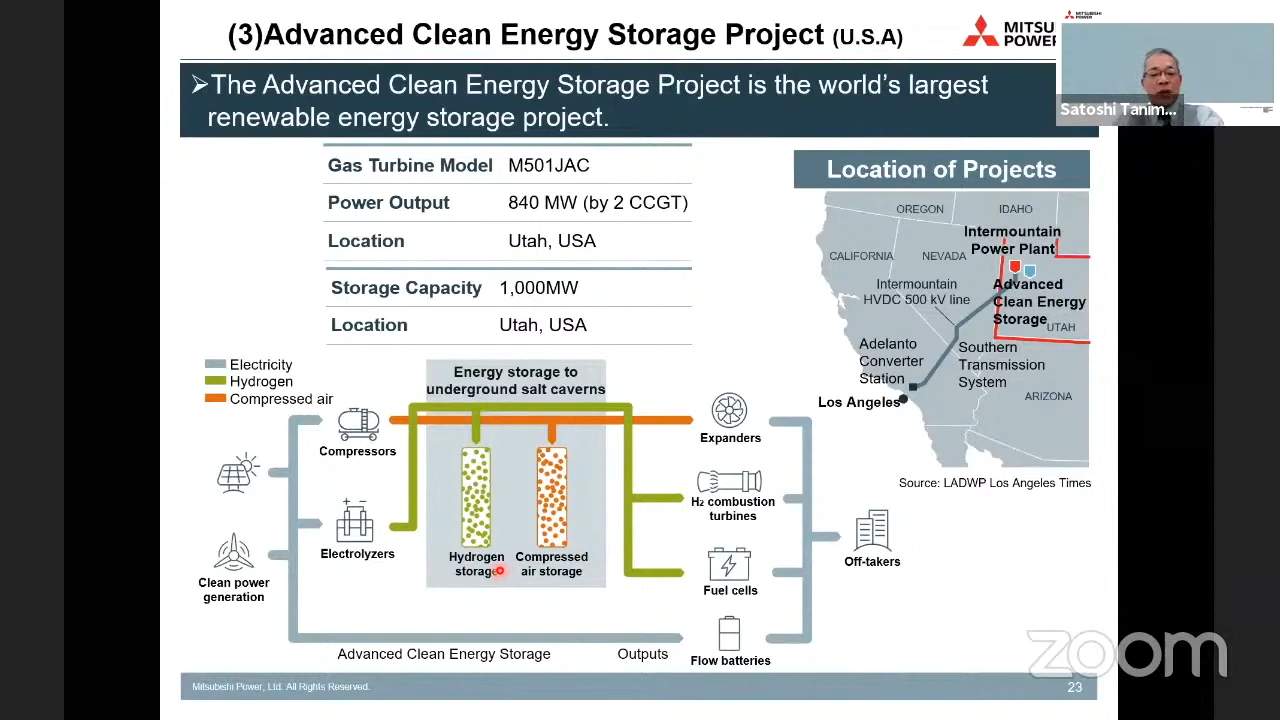 (3)Advanced Clean Energy Storage Project (U.S.A)
MITSU
POWER
MITSUBISHI
POWER
➢The Advanced Clean Energy Storage Project is the world's largest
renewable energy storage project.
Satoshi Tanim...
Gas Turbine Model M501JAC
Power Output 840 MW (by 2 CCGT)
Location Utah, USA
Storage Capacity 1,000MW
Location Utah, USA
Location of Projects
OREGON
IDAHO
Intermountain
Power Plant
CALIFORNIA
NEVADA
Intermountain
HVDC 500 kV line
Advanced
Clean Energy
Storage
UTAH
Adelanto
Converter
Station
Southern
Transmission
System
Los Angeles
ARIZONA
Source: LADWP Los Angeles Times
Electricity
Hydrogen
Compressed air
Energy storage to
underground salt caverns
Compressors
Electrolyzers
Clean power
generation
Hydrogen
storage
Compressed
air storage
Expanders
H₂ combustion
turbines
Fuel cells
Flow batteries
Off-takers
Advanced Clean Energy Storage
Outputs
zoom
Mitsubishi Power, Ltd. All Rights Reserved.
23